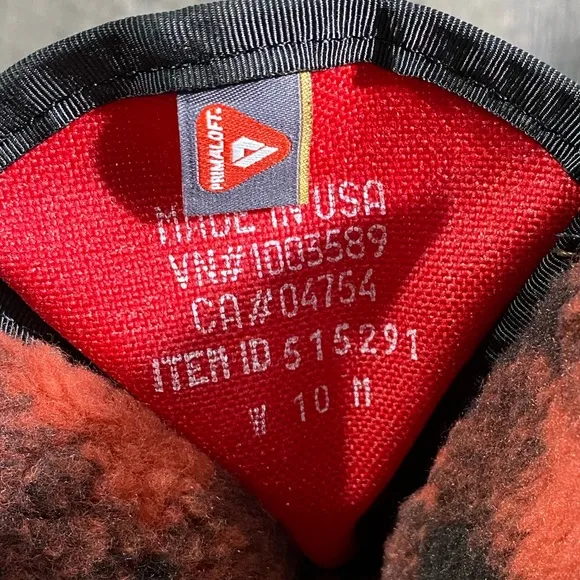 PRIMALOFT.
MADE IN USA
VN#1003589
CA#04754
ITEM ID 515291
W 10 M